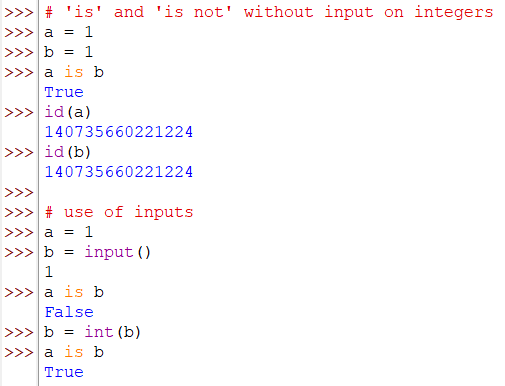 >>> # 'is' and 'is not' without input on integers
>>> a = 1
>>> b = 1
>>> a is b
True
>>> id(a)
140735660221224
>>> id(b)
140735660221224
>>>
>>> # use of inputs
>>> a = 1
>>> b = input()
1
>>> a is b
False
>>> b = int(b)
>>> a is b
True